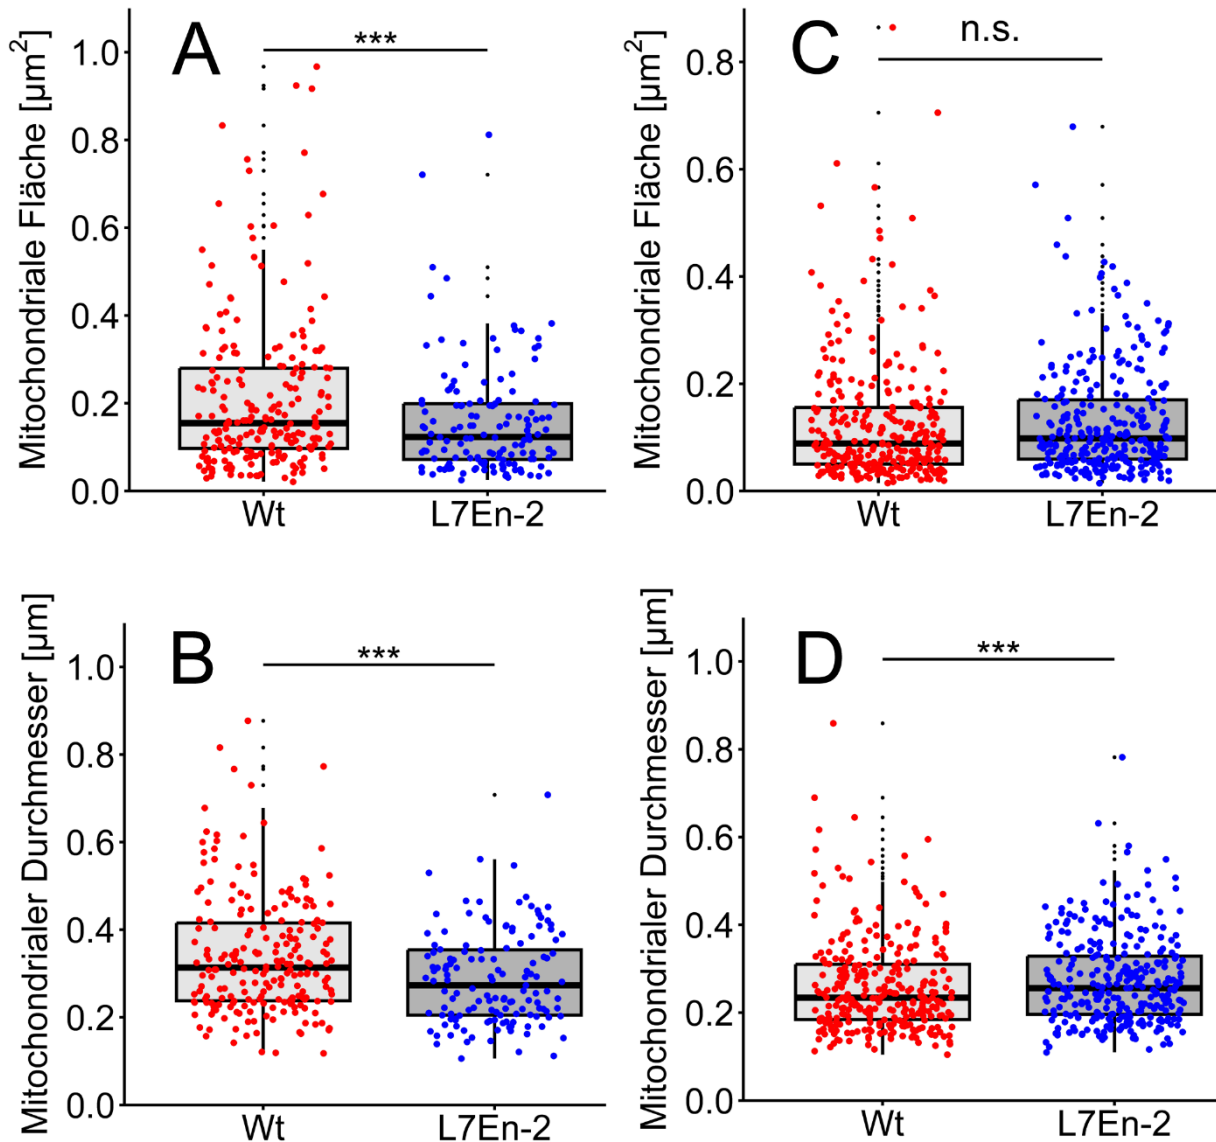 A
***
Mitochondriale Fläche [µm²]
1.0
0.8
0.6
0.4
0.2
0.0
Wt
L7En-2
C
n.s.
Mitochondriale Fläche [µm²]
0.8
0.6
0.4
0.2
0.0
Wt
L7En-2
B
***
Mitochondrialer Durchmesser [µm]
1.0
0.8
0.6
0.4
0.2
0.0
Wt
L7En-2
D
***
Mitochondrialer Durchmesser [µm]
1.0
0.8
0.6
0.4
0.2
0.0
Wt
L7En-2